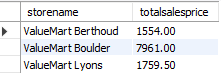 storename totalsalesprice
ValueMart Berthoud 1554.00
ValueMart Boulder 7961.00
ValueMart Lyons 1759.50